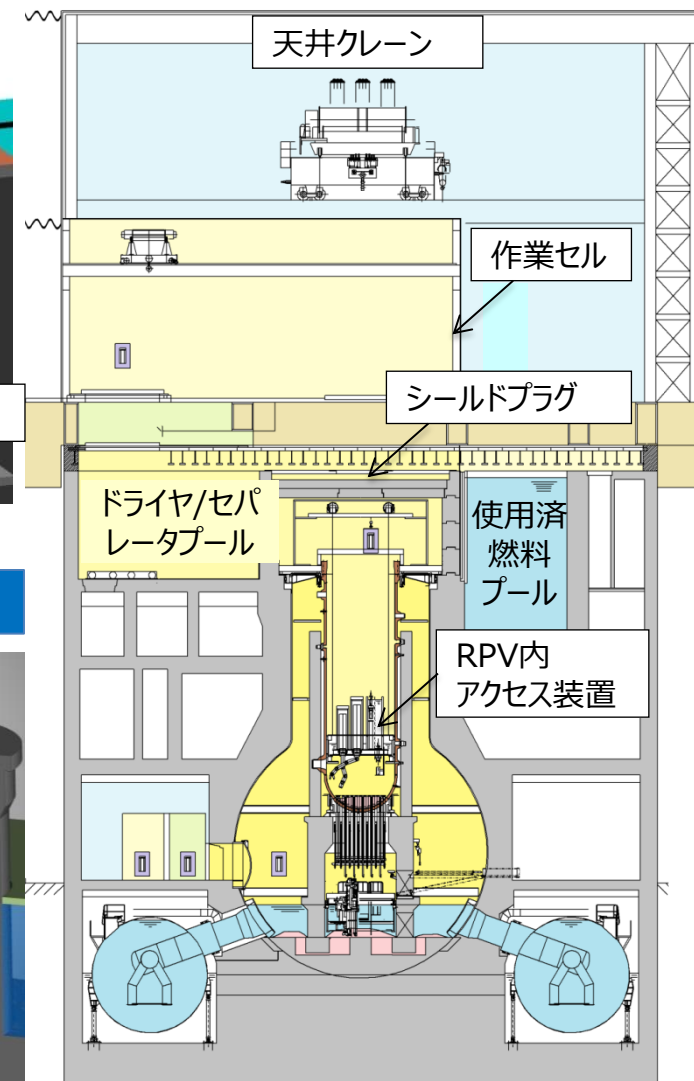 天井クレーン
作業セル
シールドプラグ
ドライヤ/セパ
レータプール
使用済
燃料
プール
RPV内
アクセス装置